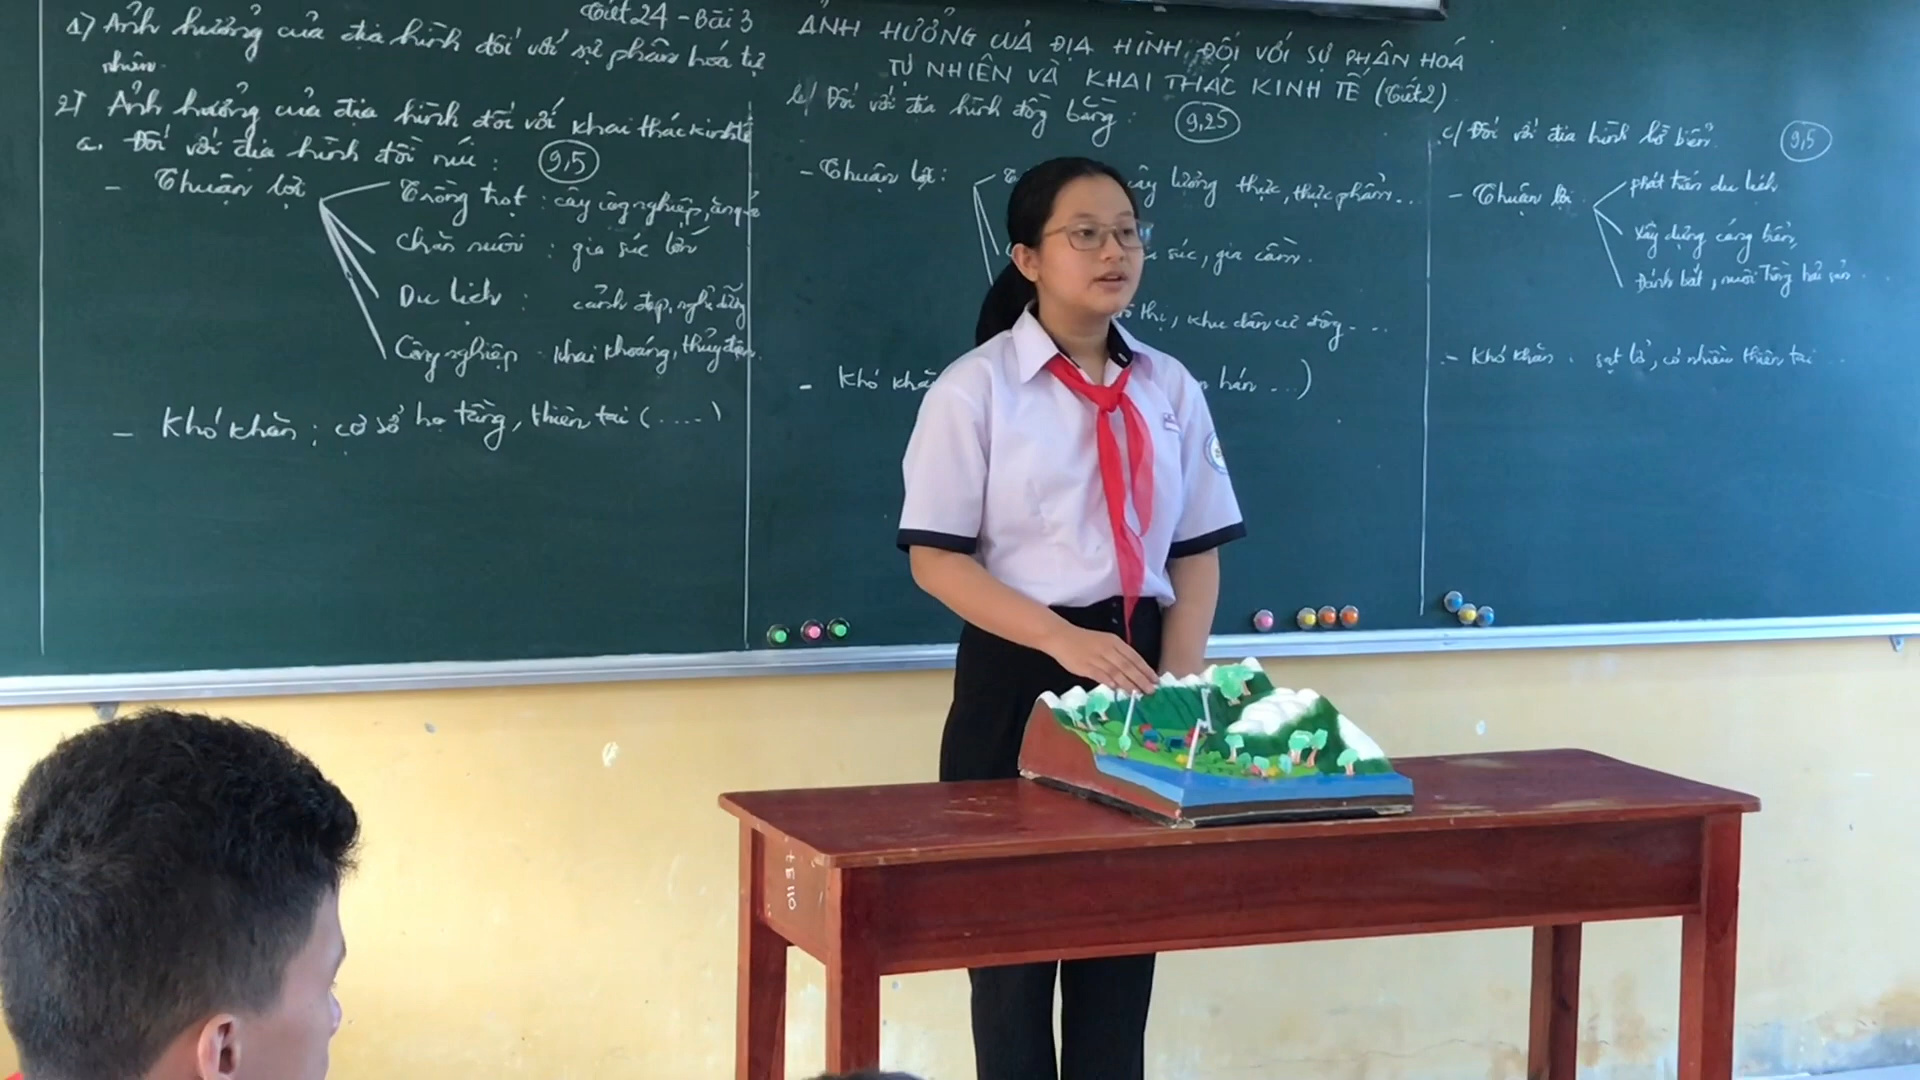 Tiết 24 - Bài 3
ẢNH HƯỞNG CỦA ĐỊA HÌNH ĐỐI VỚI SỰ PHÂN HOÁ
TỰ NHIÊN VÀ KHAI THÁC KINH TẾ (Tiết 2)
1) Ảnh hưởng của địa hình đối với sự phân hóa tự
nhiên.
2) Ảnh hưởng của địa hình đối với khai thác kinh tế
a. Đối với địa hình đồi núi :
9,5
- Thuận lợi
Trồng trọt : cây công nghiệp, ăn quả
chăn nuôi : gia súc lớn
Du lịch : cảnh đẹp, nghỉ dưỡng
Công nghiệp - khai khoáng, thủy điện.
- Khó khăn : cơ sở hạ tầng, thiên tai (....)
b/ Đối với địa hình đồng bằng :
9,25
- Thuận lợi :
cây lương thực, thực phẩm...
súc, gia cầm.
thị, khu dân cư đông...
- Khó khă
hán ...)
c/ Đối với địa hình bờ biển.
9,5
- Thuận lợi
phát triển du lịch
Xây dựng cảng biển,
Đánh bắt, nuôi trồng hải sản .
- Khó khăn : sạt lở, có nhiều thiên tai ...